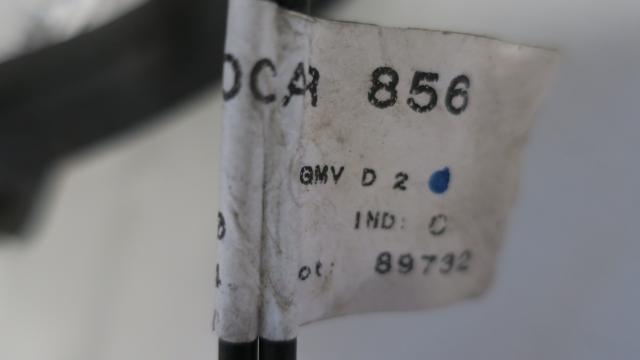 OCA 856
GMV D 2
IND: C
ot: 89732